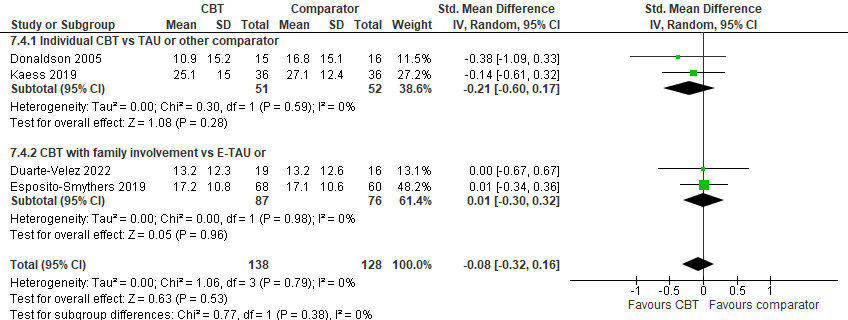 CBT Comparator Std. Mean Difference Std. Mean Difference
Study or Subgroup Mean SD Total Mean SD Total Weight IV, Random, 95% CI IV, Random, 95% CI
7.4.1 Individual CBT vs TAU or other comparator
Donaldson 2005 10.9 15.2 15 16.8 15.1 16 11.5% -0.38 [-1.09, 0.33]
Kaess 2019 25.1 15 36 27.1 12.4 36 27.2% -0.14 [-0.61, 0.32]
Subtotal (95% CI) 51 52 38.6% -0.21 [-0.60, 0.17]
Heterogeneity: Tau² = 0.00; Chi² = 0.30, df = 1 (P = 0.59); I² = 0%
Test for overall effect: Z = 1.08 (P = 0.28)
7.4.2 CBT with family involvement vs E-TAU or
Duarte-Velez 2022 13.2 12.3 19 13.2 12.6 16 13.1% 0.00 [-0.67, 0.67]
Esposito-Smythers 2019 17.2 10.8 68 17.1 10.6 60 48.2% 0.01 [-0.34, 0.36]
Subtotal (95% CI) 87 76 61.4% 0.01 [-0.30, 0.32]
Heterogeneity: Tau² = 0.00; Chi² = 0.00, df = 1 (P = 0.98); I² = 0%
Test for overall effect: Z = 0.05 (P = 0.96)
Total (95% CI) 138 128 100.0% -0.08 [-0.32, 0.16]
Heterogeneity: Tau² = 0.00; Chi² = 1.06, df = 3 (P = 0.79); I² = 0%
Test for overall effect: Z = 0.63 (P = 0.53)
Test for subgroup differences: Chi² = 0.77, df = 1 (P = 0.38), I² = 0%
-1 -0.5 0 0.5 1
Favours CBT Favours comparator